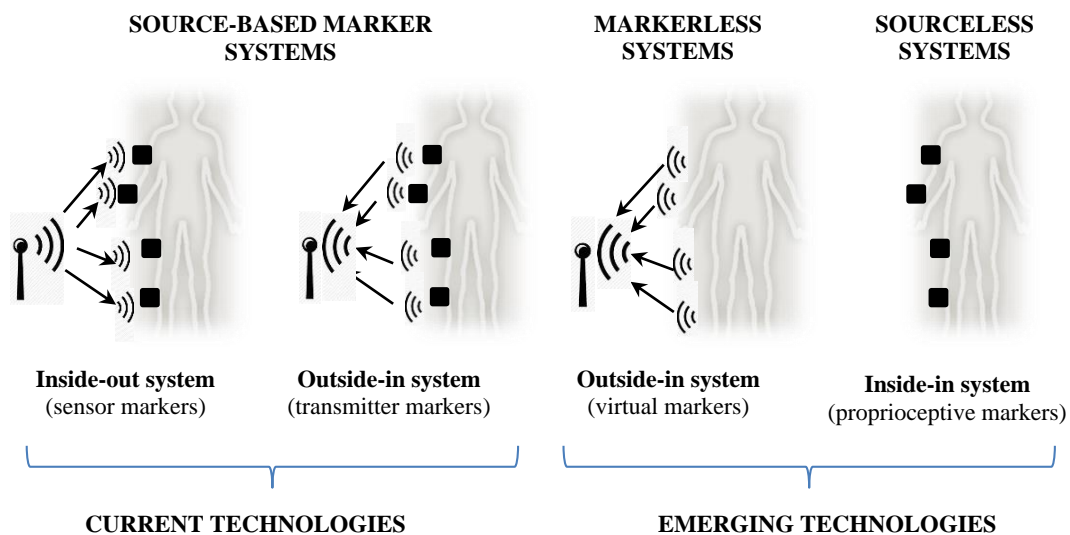 SOURCE-BASED MARKER
SYSTEMS
MARKERLESS
SYSTEMS
SOURCELESS
SYSTEMS
Inside-out system
(sensor markers)
Outside-in system
(transmitter markers)
Outside-in system
(virtual markers)
Inside-in system
(proprioceptive markers)
CURRENT TECHNOLOGIES
EMERGING TECHNOLOGIES